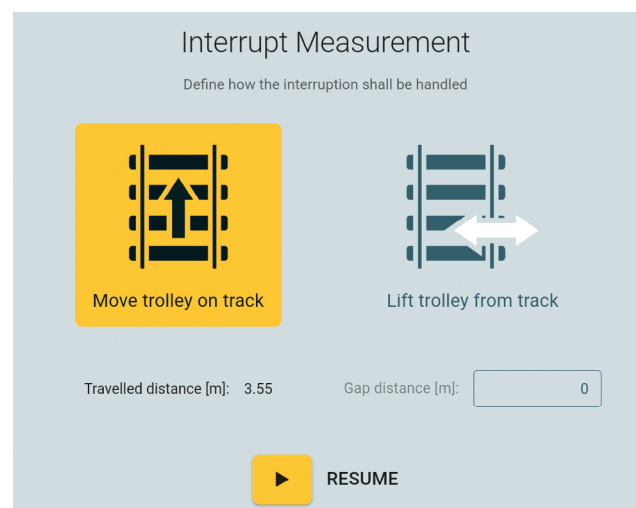 Interrupt Measurement
Define how the interruption shall be handled
Move trolley on track
Lift trolley from track
Travelled distance [m]: 3.55
Gap distance [m]: 0
RESUME